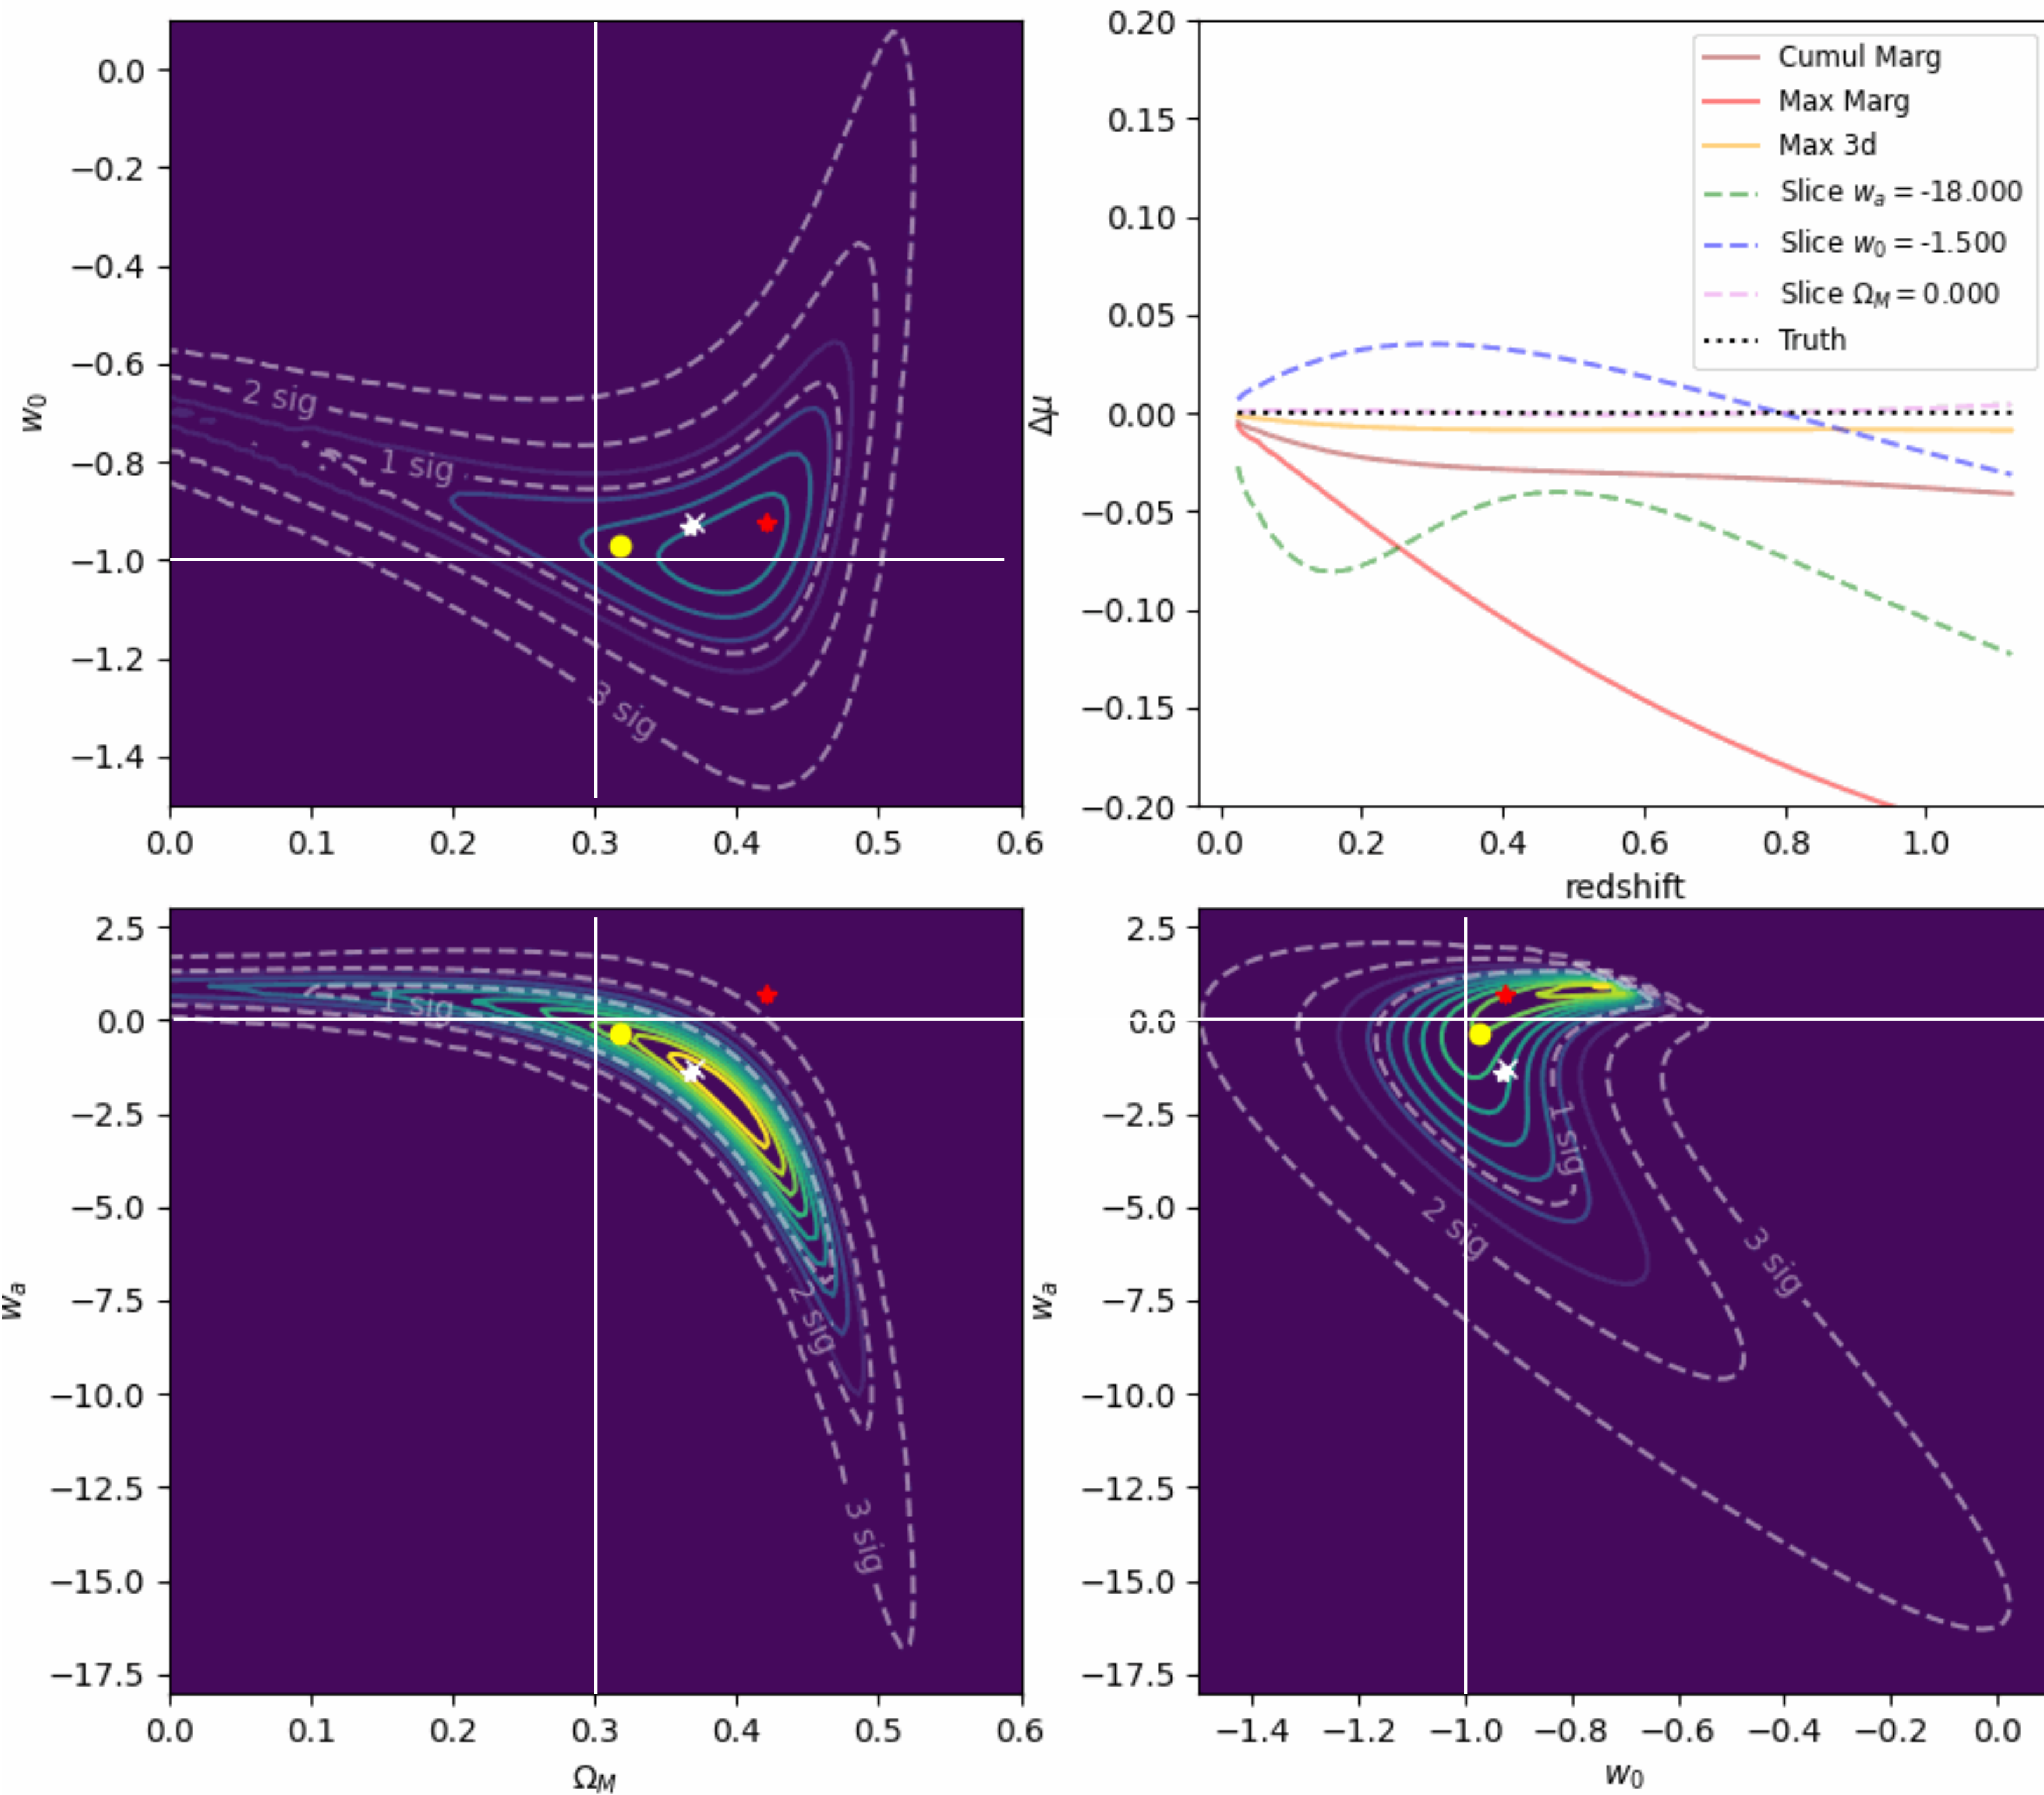 0.0
−0.2
−0.4
−0.6
−0.8
−1.0
−1.2
−1.4
w₀
2 sig
1 sig
3 sig
0.0 0.1 0.2 0.3 0.4 0.5 0.6
0.20
0.15
0.10
0.05
0.00
−0.05
−0.10
−0.15
−0.20
Δμ
Cumul Marg
Max Marg
Max 3d
Slice wₐ = -18.000
Slice w₀ = -1.500
Slice Ω_M = 0.000
Truth
0.0 0.2 0.4 0.6 0.8 1.0
redshift
2.5
0.0
−2.5
−5.0
−7.5
−10.0
−12.5
−15.0
−17.5
wₐ
1 sig
2 sig
3 sig
0.0 0.1 0.2 0.3 0.4 0.5 0.6
Ω_M
2.5
0.0
−2.5
−5.0
−7.5
−10.0
−12.5
−15.0
−17.5
wₐ
1 sig
2 sig
3 sig
−1.4 −1.2 −1.0 −0.8 −0.6 −0.4 −0.2 0.0
w₀